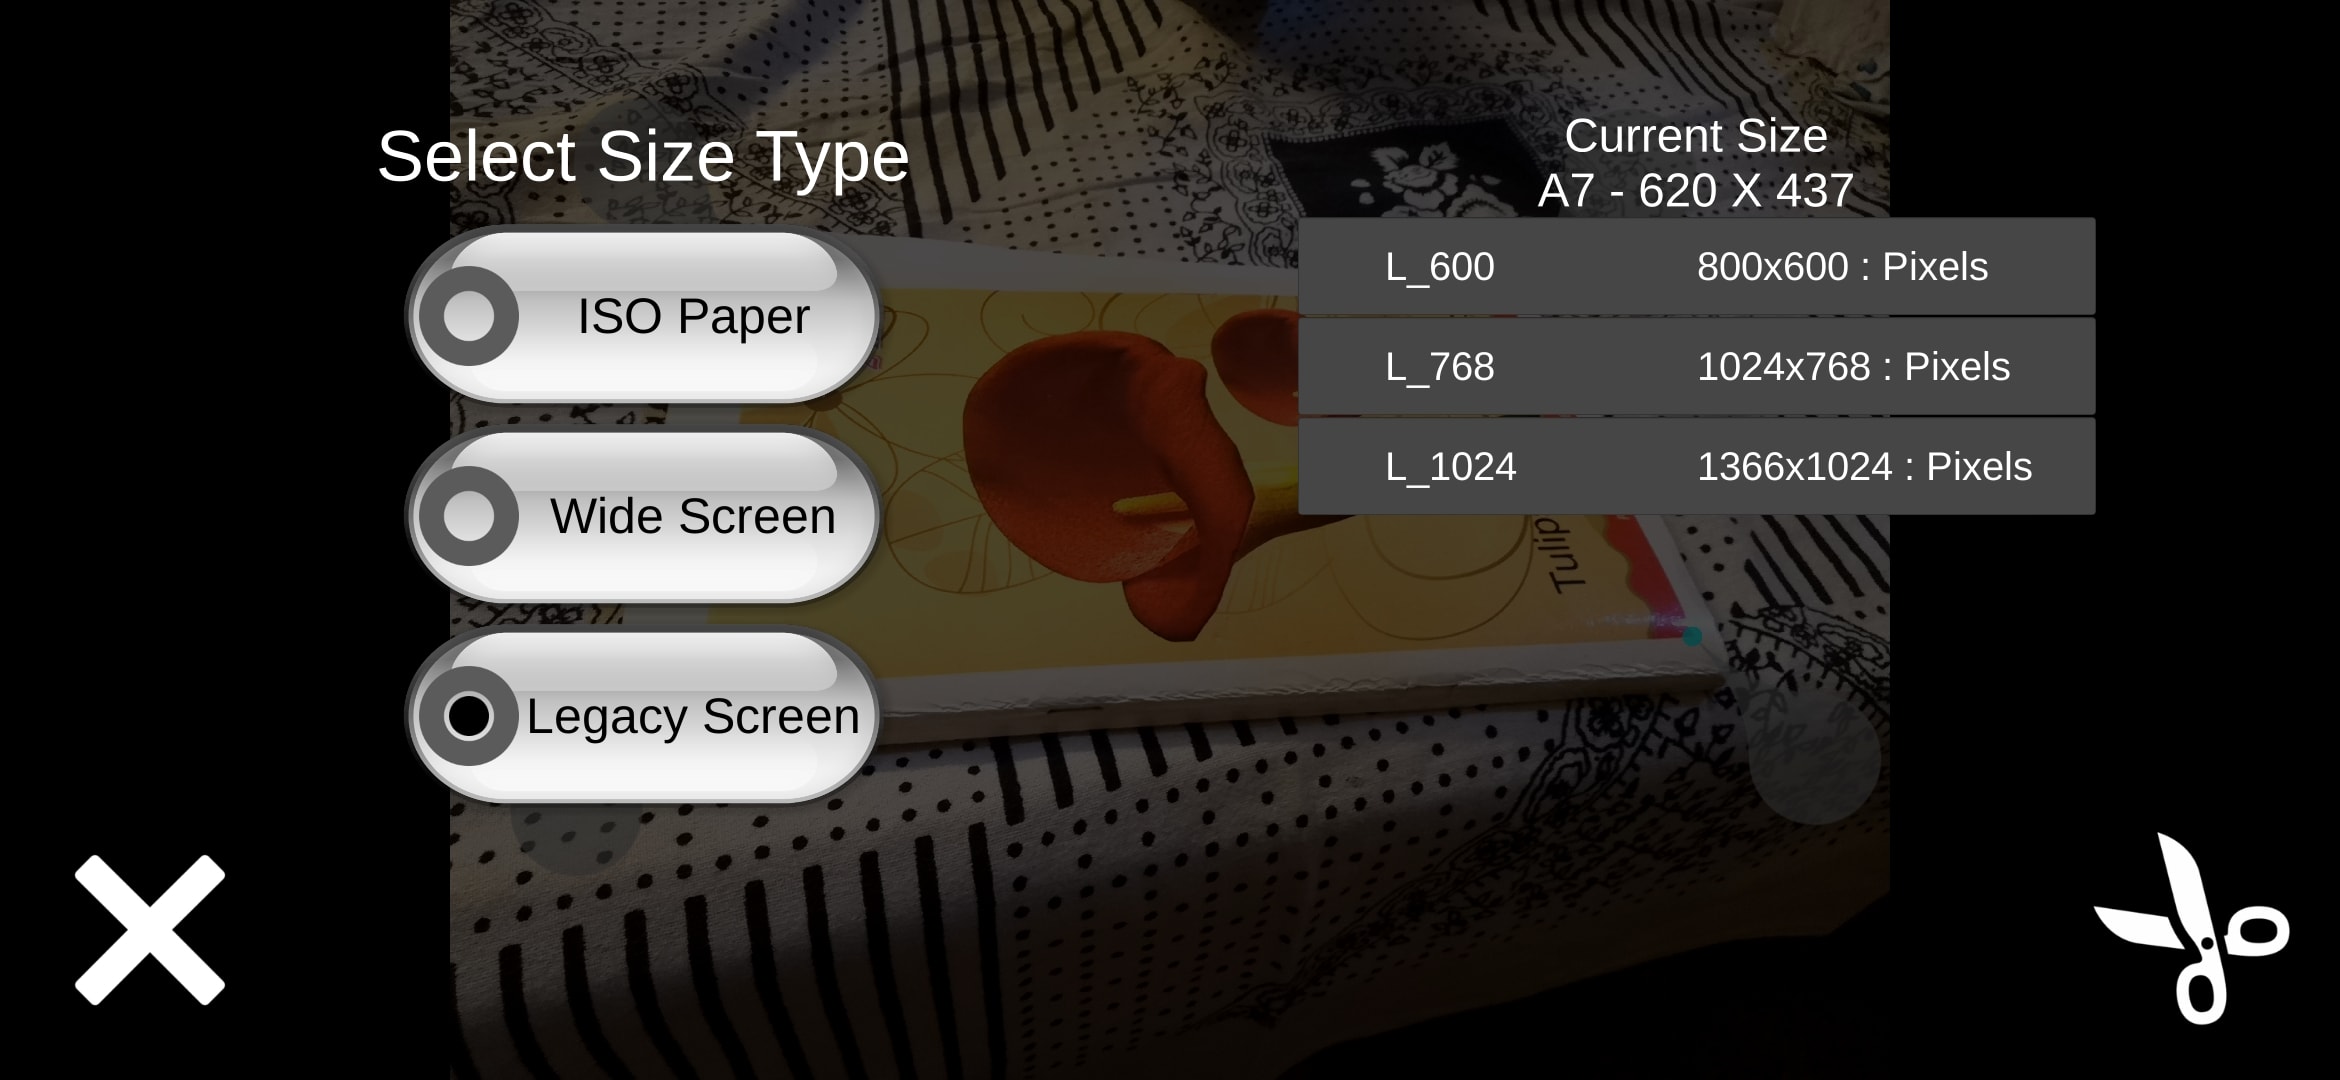 Select Size Type
ISO Paper
Wide Screen
Legacy Screen
Current Size
A7 - 620 X 437
L_600 800x600 : Pixels
L_768 1024x768 : Pixels
L_1024 1366x1024 : Pixels
Tulip